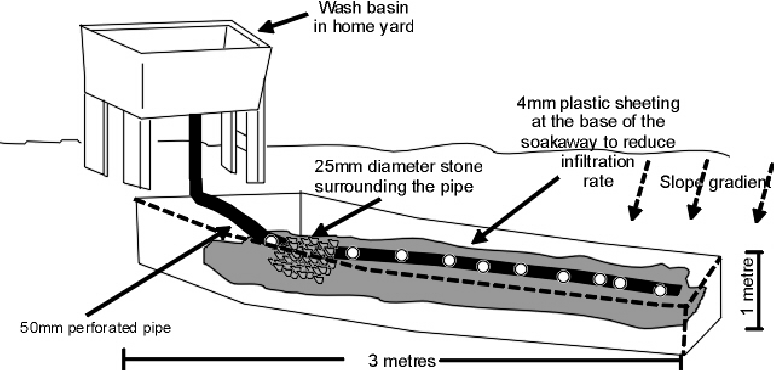 Wash basin
in home yard
4mm plastic sheeting
at the base of the
soakaway to reduce
infiltration
rate
25mm diameter stone
surrounding the pipe
Slope gradient
1 metre
50mm perforated pipe
3 metres